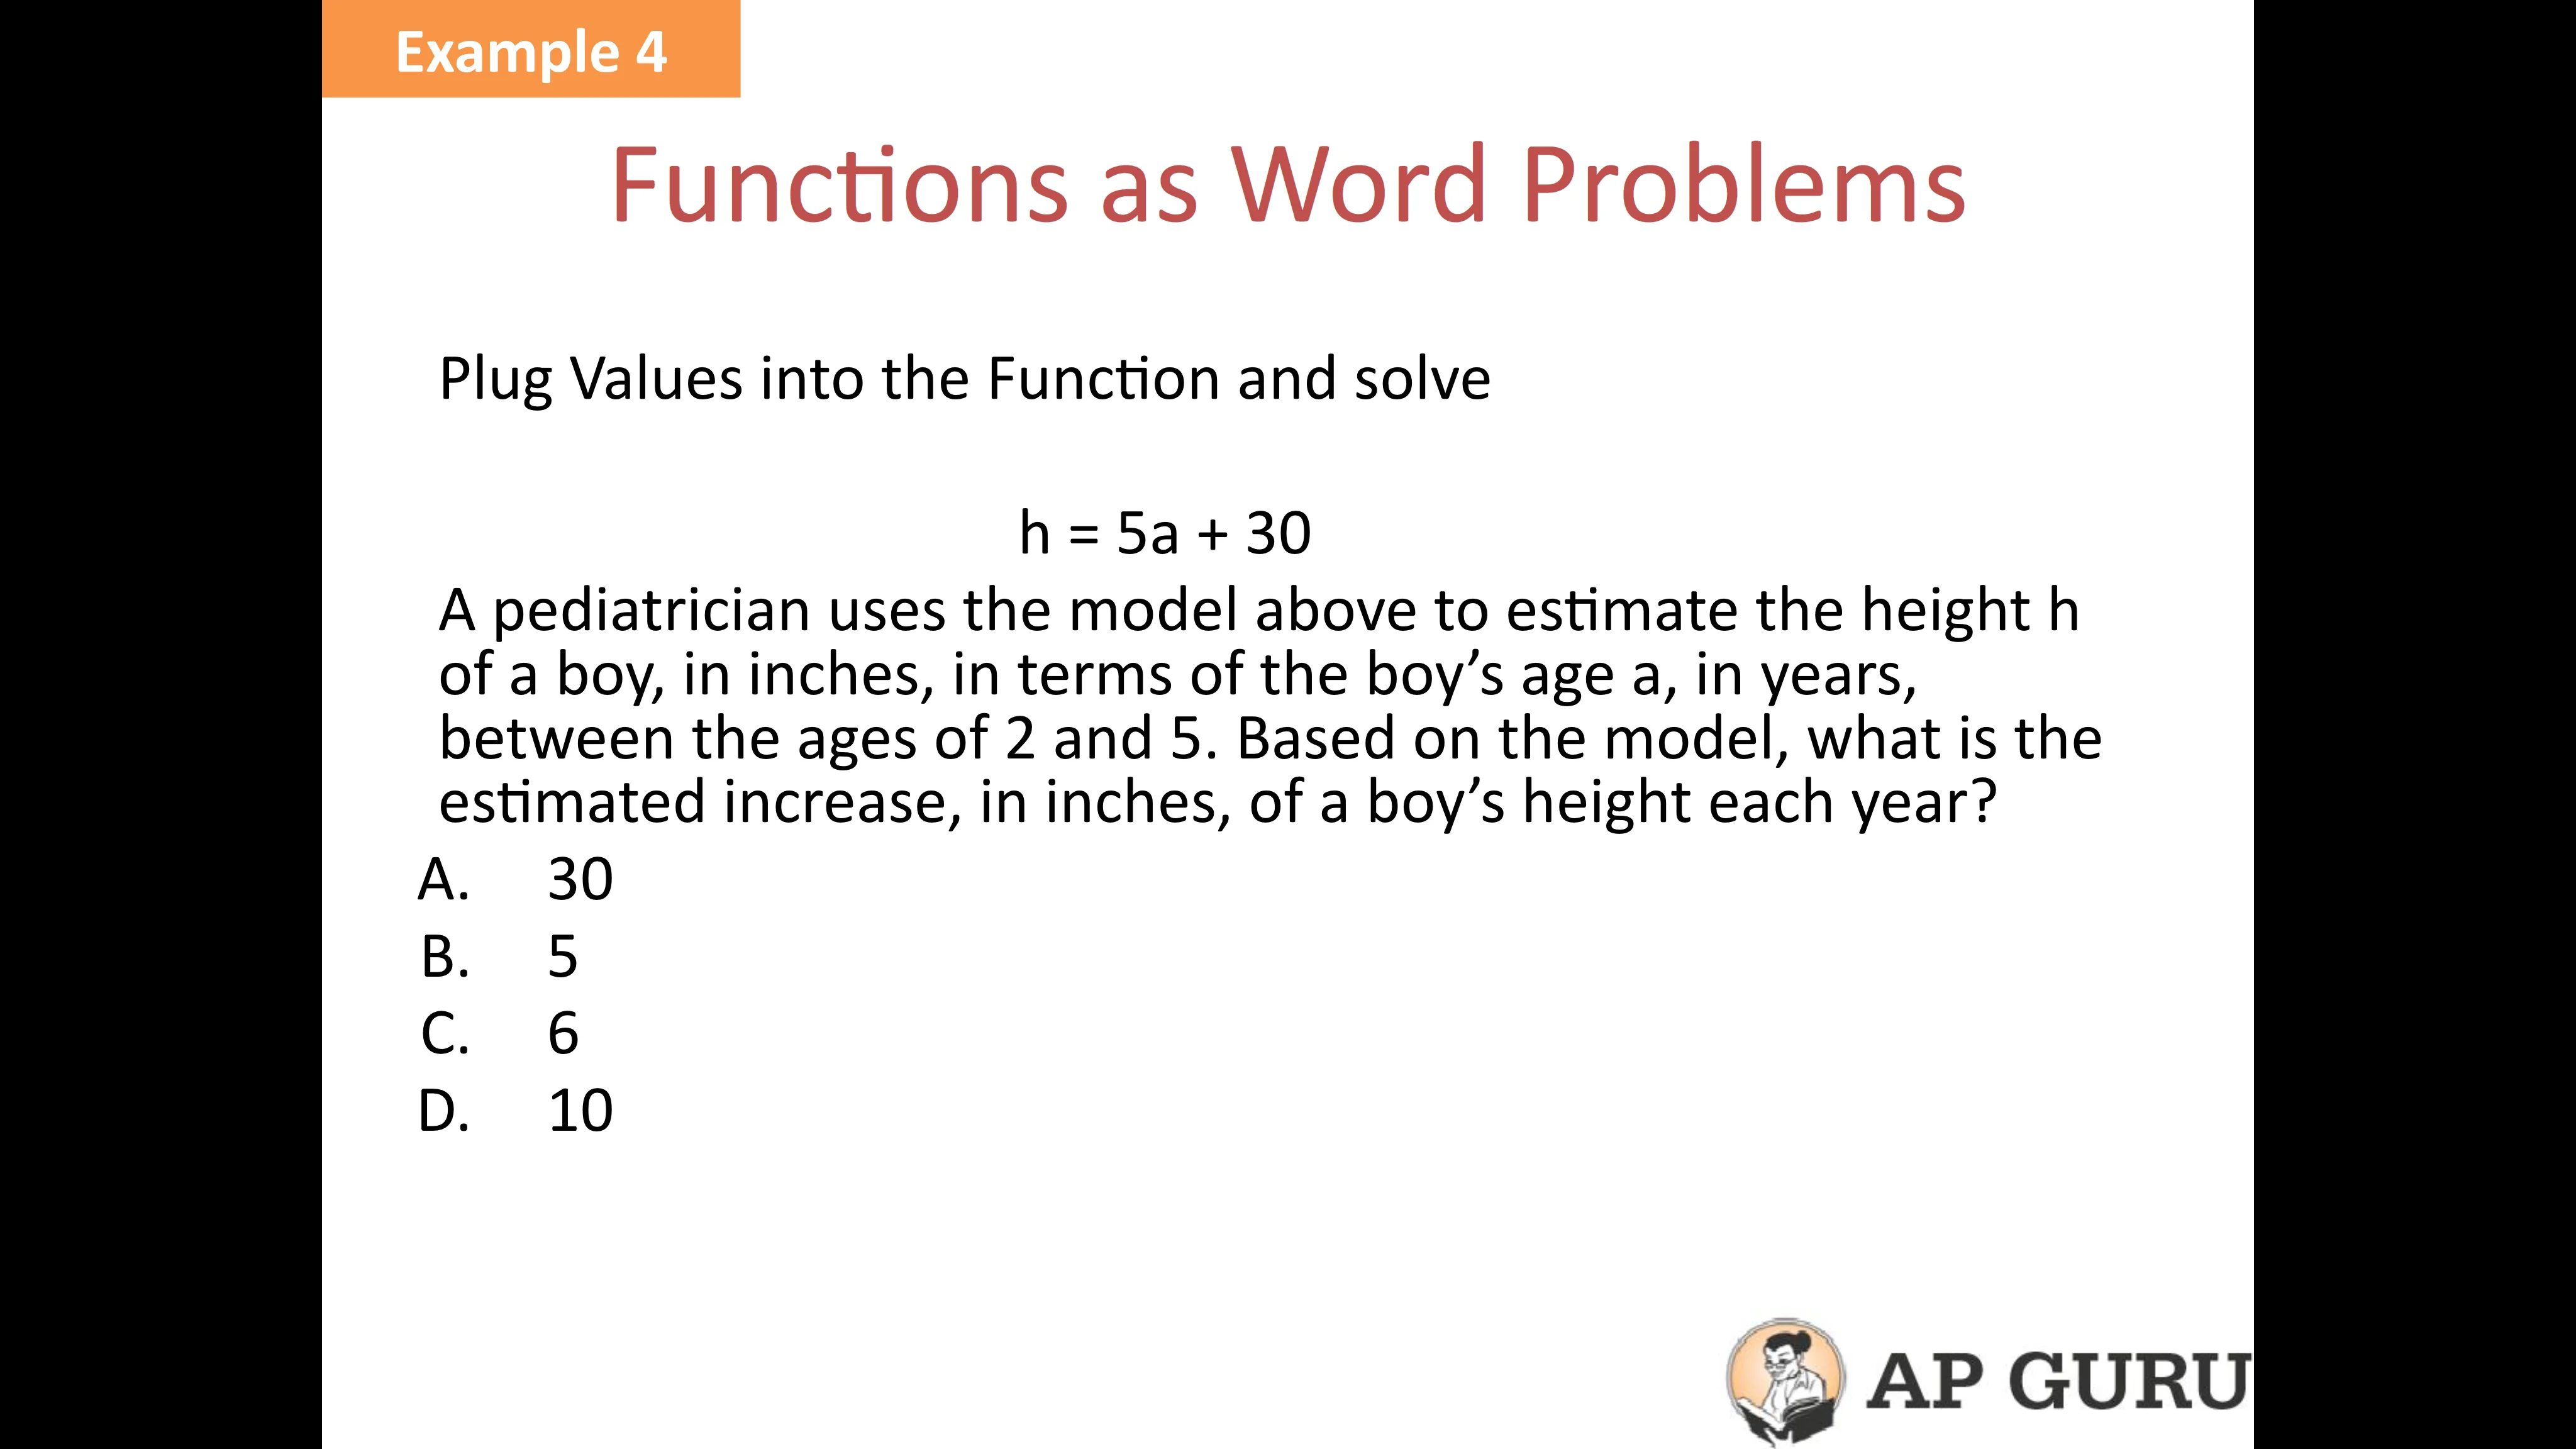 Example 4
Functions as Word Problems
Plug Values into the Function and solve
h = 5a + 30
A pediatrician uses the model above to estimate the height h
of a boy, in inches, in terms of the boy’s age a, in years,
between the ages of 2 and 5. Based on the model, what is the
estimated increase, in inches, of a boy’s height each year?
A. 30
B. 5
C. 6
D. 10
AP GURU